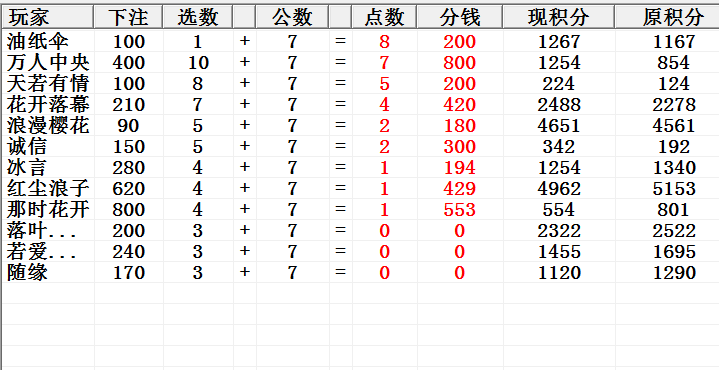 玩家 下注 选数 公数 点数 分钱 现积分 原积分
油纸伞 100 1 + 7 = 8 200 1267 1167
万人中央 400 10 + 7 = 7 800 1254 854
天若有情 100 8 + 7 = 5 200 224 124
花开落幕 210 7 + 7 = 4 420 2488 2278
浪漫樱花 90 5 + 7 = 2 180 4651 4561
诚信 150 5 + 7 = 2 300 342 192
冰言 280 4 + 7 = 1 194 1254 1340
红尘浪子 620 4 + 7 = 1 429 4962 5153
那时花开 800 4 + 7 = 1 553 554 801
落叶... 200 3 + 7 = 0 0 2322 2522
若爱... 240 3 + 7 = 0 0 1455 1695
随缘 170 3 + 7 = 0 0 1120 1290